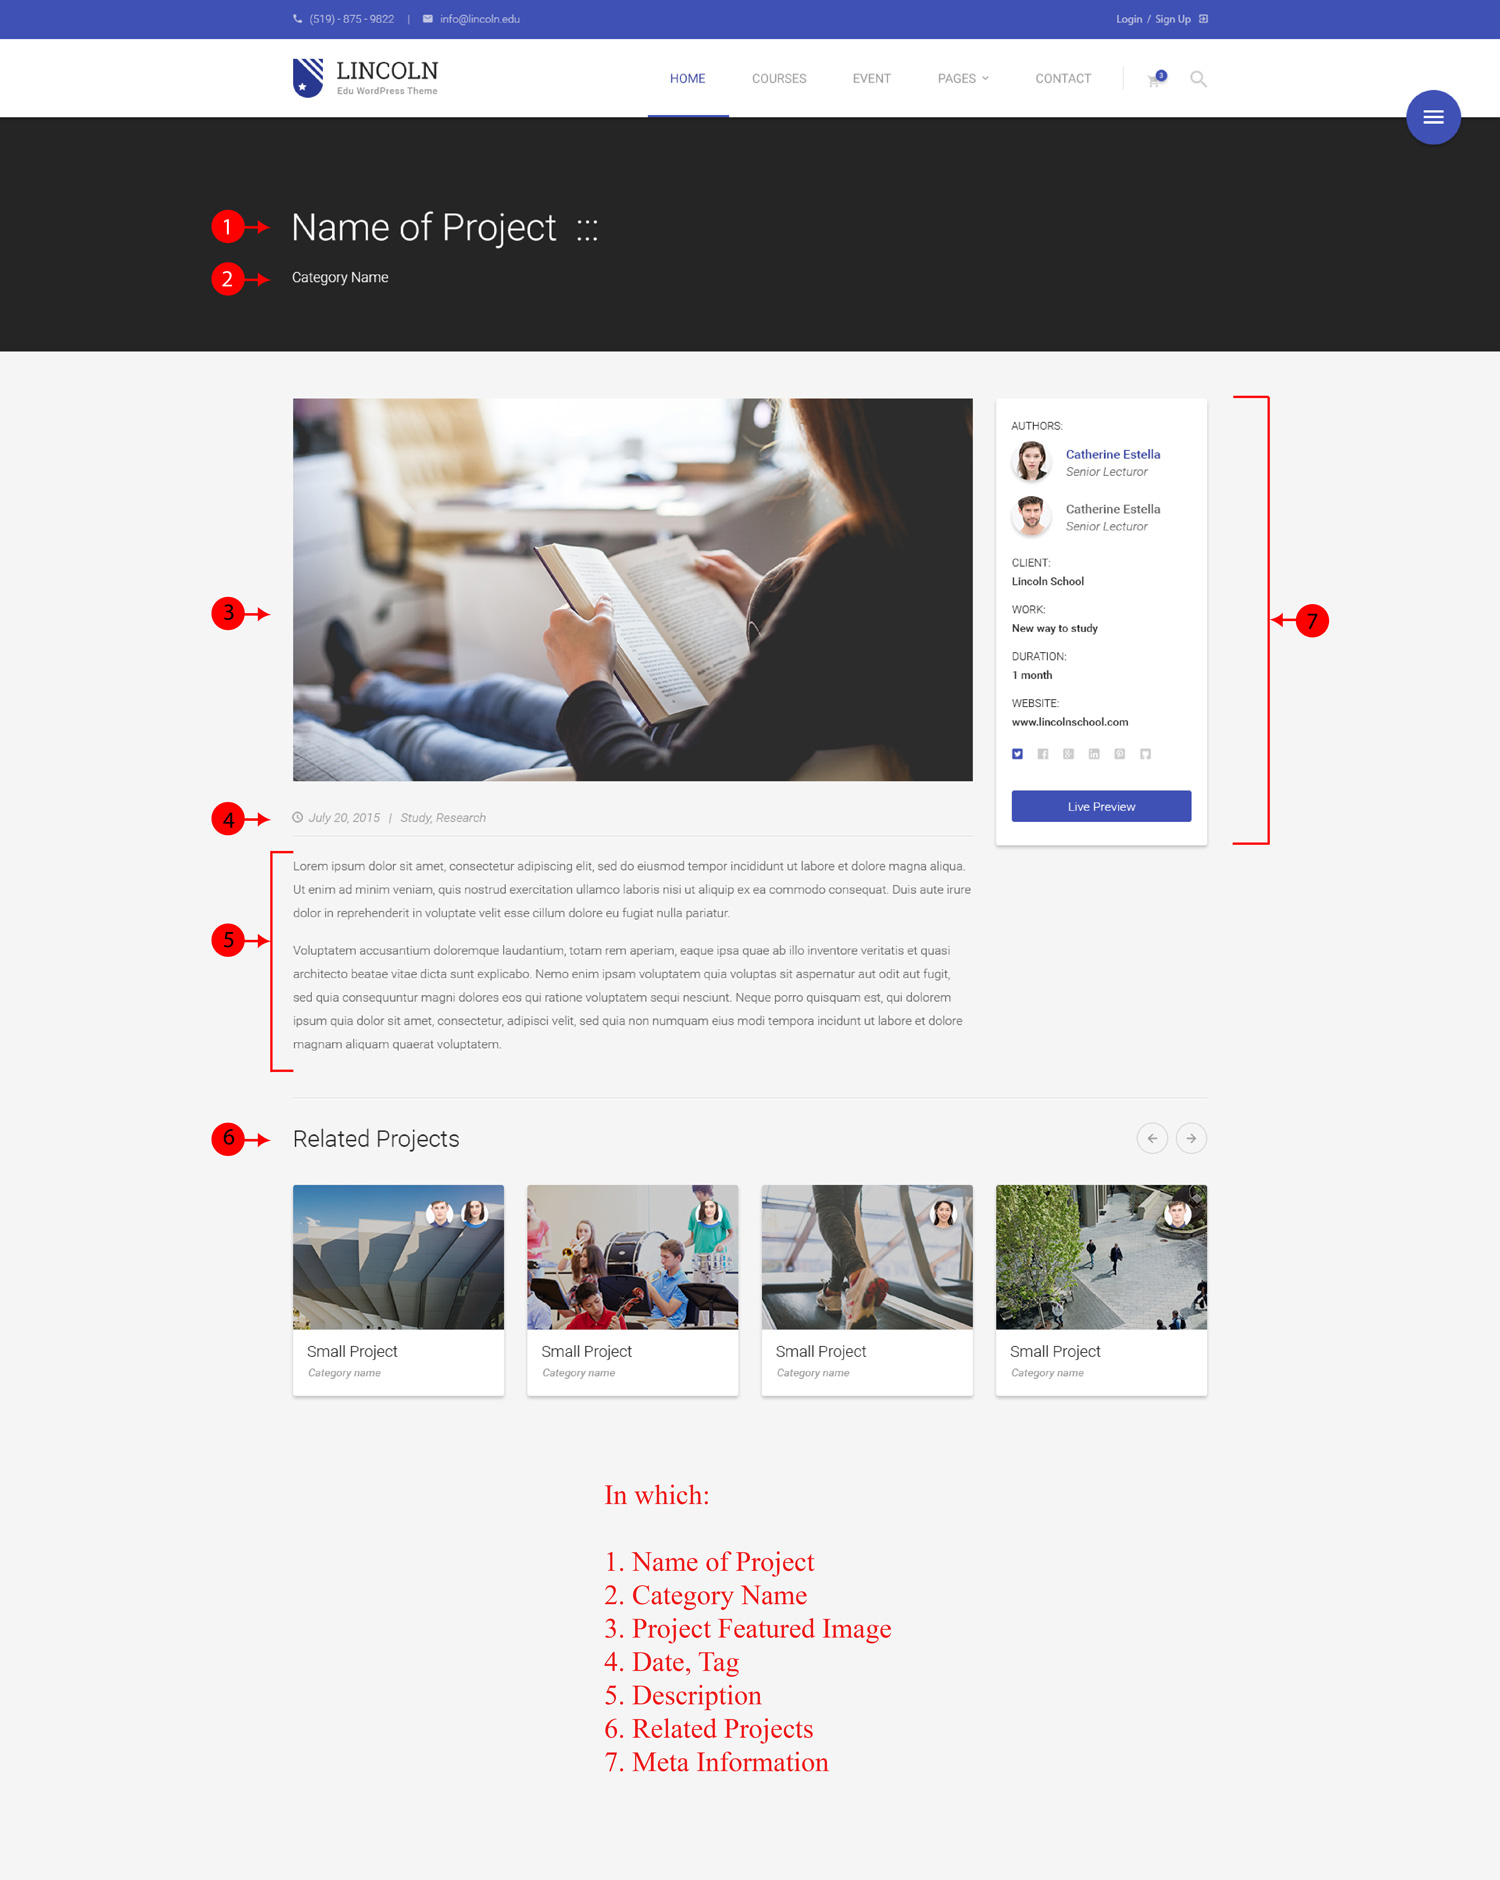 (519) - 875 - 9822 | info@lincoln.edu
Login / Sign Up
LINCOLN
Edu WordPress Theme
HOME COURSES EVENT PAGES CONTACT
3
1
Name of Project :::
2
Category Name
AUTHORS:
Catherine Estella
Senior Lecturor
Catherine Estella
Senior Lecturor
CLIENT:
Lincoln School
WORK:
New way to study
DURATION:
1 month
WEBSITE:
www.lincolnschool.com
Live Preview
3
7
4
July 20, 2015 | Study, Research
Lorem ipsum dolor sit amet, consectetur adipiscing elit, sed do eiusmod tempor incididunt ut labore et dolore magna aliqua.
Ut enim ad minim veniam, quis nostrud exercitation ullamco laboris nisi ut aliquip ex ea commodo consequat. Duis aute irure
dolor in reprehenderit in voluptate velit esse cillum dolore eu fugiat nulla pariatur.
5
Voluptatem accusantium doloremque laudantium, totam rem aperiam, eaque ipsa quae ab illo inventore veritatis et quasi
architecto beatae vitae dicta sunt explicabo. Nemo enim ipsam voluptatem quia voluptas sit aspernatur aut odit aut fugit,
sed quia consequuntur magni dolores eos qui ratione voluptatem sequi nesciunt. Neque porro quisquam est, qui dolorem
ipsum quia dolor sit amet, consectetur, adipisci velit, sed quia non numquam eius modi tempora incidunt ut labore et dolore
magnam aliquam quaerat voluptatem.
6
Related Projects
Small Project
Category name
Small Project
Category name
Small Project
Category name
Small Project
Category name
In which:
1. Name of Project
2. Category Name
3. Project Featured Image
4. Date, Tag
5. Description
6. Related Projects
7. Meta Information